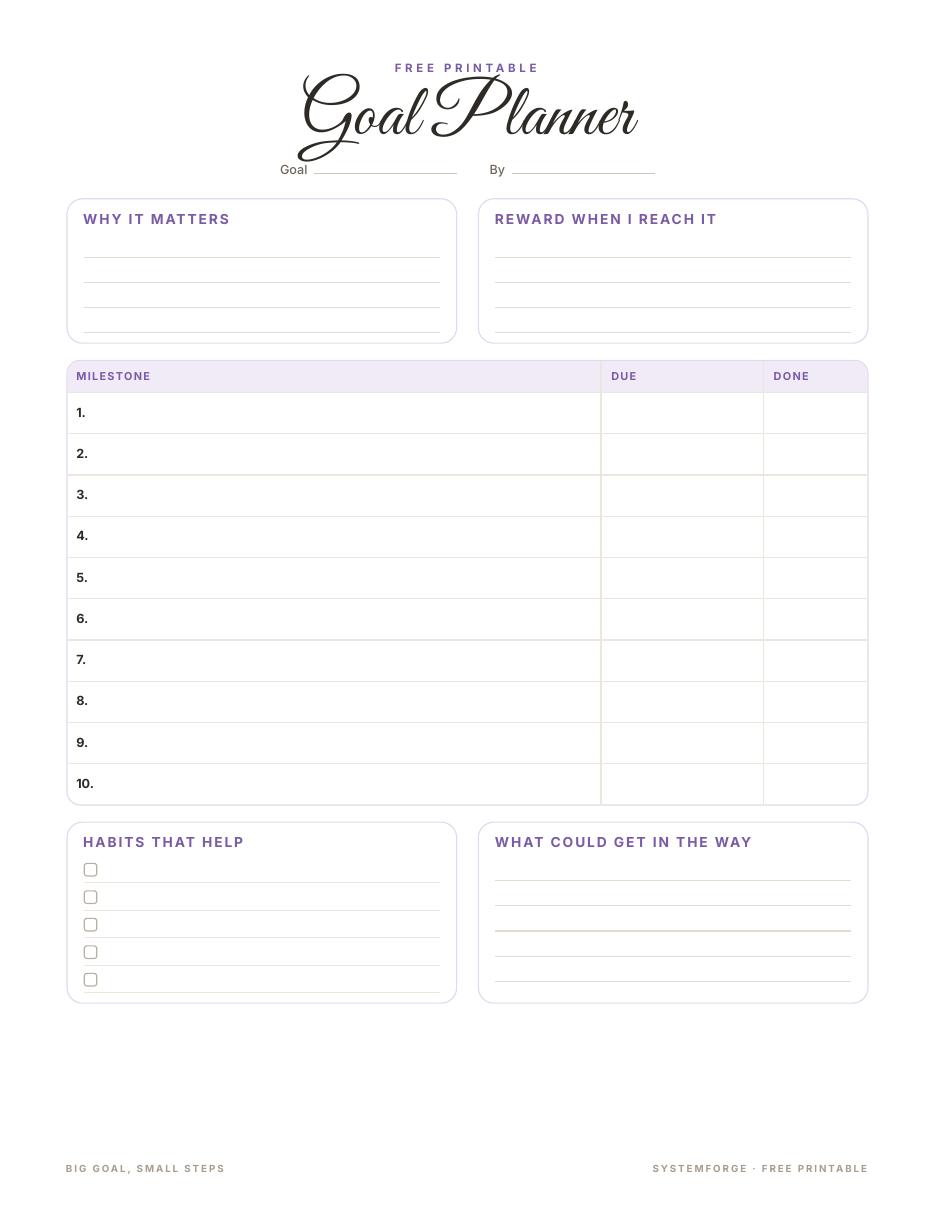 FREE PRINTABLE
Goal Planner
Goal By
WHY IT MATTERS
REWARD WHEN I REACH IT
MILESTONE DUE DONE
1.
2.
3.
4.
5.
6.
7.
8.
9.
10.
HABITS THAT HELP
WHAT COULD GET IN THE WAY
BIG GOAL, SMALL STEPS
SYSTEMFORGE · FREE PRINTABLE